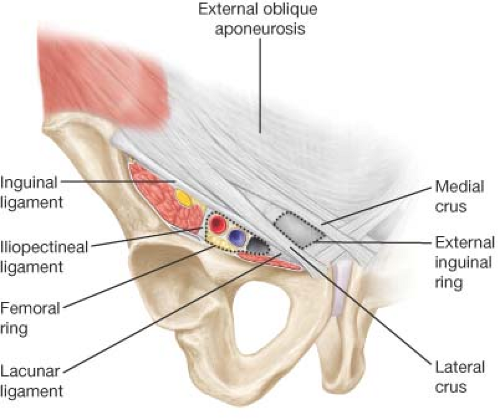 External oblique
aponeurosis
Inguinal
ligament
Iliopectineal
ligament
Femoral
ring
Lacunar
ligament
Medial
crus
External
inguinal
ring
Lateral
crus